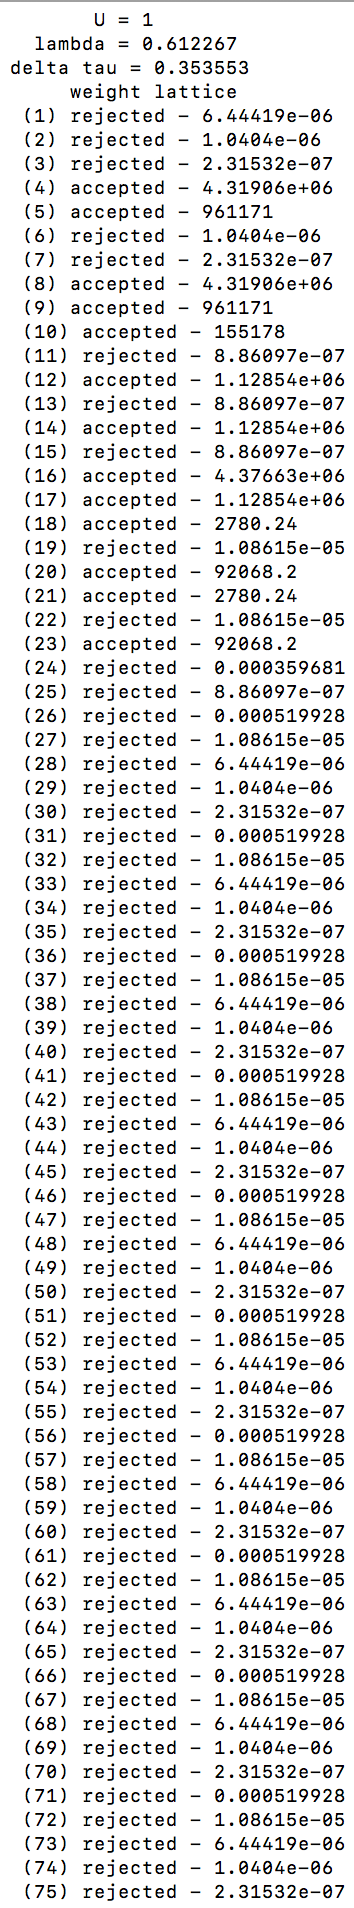 U = 1
lambda = 0.612267
delta tau = 0.353553
weight lattice
(1) rejected - 6.44419e-06
(2) rejected - 1.0404e-06
(3) rejected - 2.31532e-07
(4) accepted - 4.31906e+06
(5) accepted - 961171
(6) rejected - 1.0404e-06
(7) rejected - 2.31532e-07
(8) accepted - 4.31906e+06
(9) accepted - 961171
(10) accepted - 155178
(11) rejected - 8.86097e-07
(12) accepted - 1.12854e+06
(13) rejected - 8.86097e-07
(14) accepted - 1.12854e+06
(15) rejected - 8.86097e-07
(16) accepted - 4.37663e+06
(17) accepted - 1.12854e+06
(18) accepted - 2780.24
(19) rejected - 1.08615e-05
(20) accepted - 92068.2
(21) accepted - 2780.24
(22) rejected - 1.08615e-05
(23) accepted - 92068.2
(24) rejected - 0.000359681
(25) rejected - 8.86097e-07
(26) rejected - 0.000519928
(27) rejected - 1.08615e-05
(28) rejected - 6.44419e-06
(29) rejected - 1.0404e-06
(30) rejected - 2.31532e-07
(31) rejected - 0.000519928
(32) rejected - 1.08615e-05
(33) rejected - 6.44419e-06
(34) rejected - 1.0404e-06
(35) rejected - 2.31532e-07
(36) rejected - 0.000519928
(37) rejected - 1.08615e-05
(38) rejected - 6.44419e-06
(39) rejected - 1.0404e-06
(40) rejected - 2.31532e-07
(41) rejected - 0.000519928
(42) rejected - 1.08615e-05
(43) rejected - 6.44419e-06
(44) rejected - 1.0404e-06
(45) rejected - 2.31532e-07
(46) rejected - 0.000519928
(47) rejected - 1.08615e-05
(48) rejected - 6.44419e-06
(49) rejected - 1.0404e-06
(50) rejected - 2.31532e-07
(51) rejected - 0.000519928
(52) rejected - 1.08615e-05
(53) rejected - 6.44419e-06
(54) rejected - 1.0404e-06
(55) rejected - 2.31532e-07
(56) rejected - 0.000519928
(57) rejected - 1.08615e-05
(58) rejected - 6.44419e-06
(59) rejected - 1.0404e-06
(60) rejected - 2.31532e-07
(61) rejected - 0.000519928
(62) rejected - 1.08615e-05
(63) rejected - 6.44419e-06
(64) rejected - 1.0404e-06
(65) rejected - 2.31532e-07
(66) rejected - 0.000519928
(67) rejected - 1.08615e-05
(68) rejected - 6.44419e-06
(69) rejected - 1.0404e-06
(70) rejected - 2.31532e-07
(71) rejected - 0.000519928
(72) rejected - 1.08615e-05
(73) rejected - 6.44419e-06
(74) rejected - 1.0404e-06
(75) rejected - 2.31532e-07